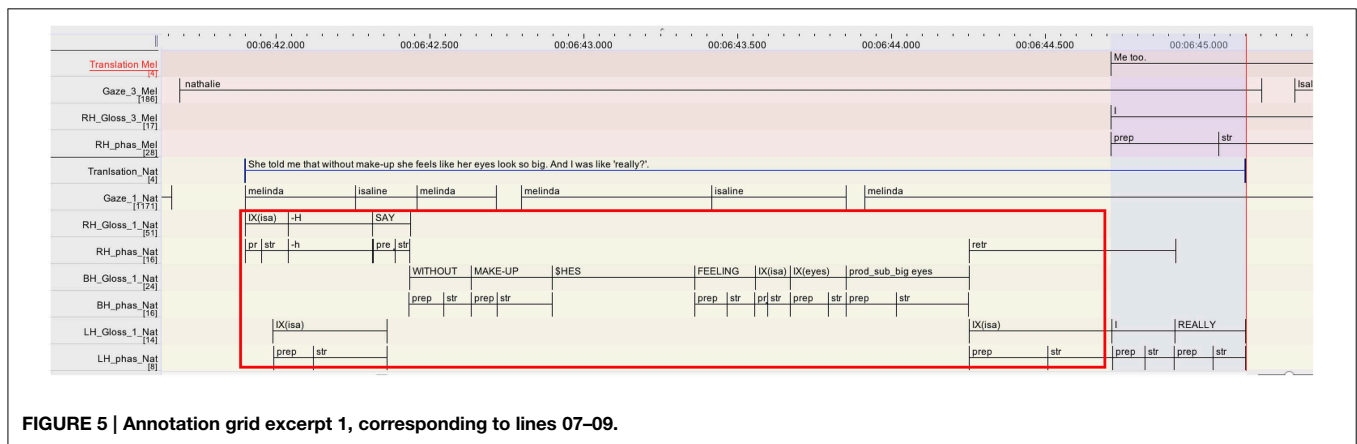 00:06:42.000 00:06:42.500 00:06:43.000 00:06:43.500 00:06:44.000 00:06:44.500 00:06:45.000
Translation Mel [4] Me too.
Gaze_3_Mel [186] nathalie Isal
RH_Gloss_3_Mel [17] I
RH_phas_Mel [28] prep str
Tranlsation_Nat [4] She told me that without make-up she feels like her eyes look so big. And I was like 'really?'.
Gaze_1_Nat [1171] melinda isaline melinda melinda isaline melinda
RH_Gloss_1_Nat [51] IX(isa) -H SAY
RH_phas_Nat [16] pr str -h pre str retr
BH_Gloss_1_Nat [24] WITHOUT MAKE-UP $HES FEELING IX(isa) IX(eyes) prod_sub_big eyes
BH_phas_Nat [16] prep str prep str prep str pr str prep str prep str
LH_Gloss_1_Nat [14] IX(isa) IX(isa) I REALLY
LH_phas_Nat [8] prep str prep str prep str prep str
FIGURE 5 | Annotation grid excerpt 1, corresponding to lines 07–09.